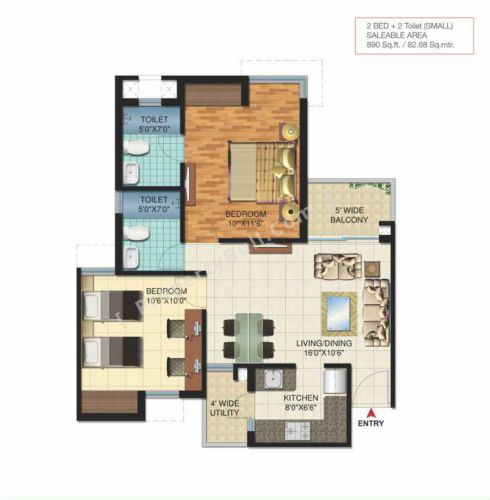 2 BED + 2 Toilet (SMALL)
SALEABLE AREA
890 Sq.ft. / 82.68 Sq.mtr.
TOILET
5'0"X7'0"
TOILET
5'0"X7'0"
BEDROOM
10'X11'6"
5' WIDE
BALCONY
BEDROOM
10'6"X10'0"
LIVING/DINING
16'0"X10'6"
4' WIDE
UTILITY
KITCHEN
8'0"X6'6"
ENTRY